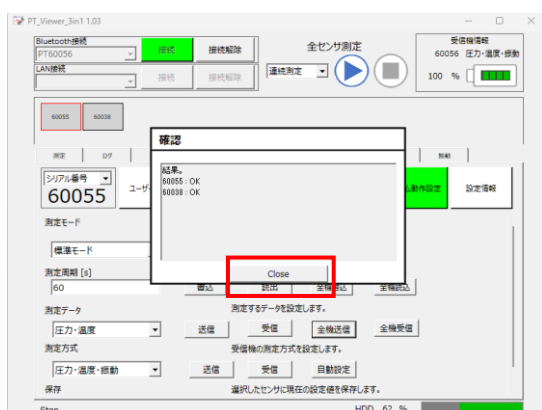 PT_Viewer_3in1 1.03
Bluetooth接続
PT60056
接続
接続解除
LAN接続
接続
接続解除
全センサ測定
連続測定
受信機情報
60056 圧力・温度・振動
100 %
60055
60038
測定
ログ
振動
シリアル番号
60055
ユーザ
ム動作設定
設定情報
確認
結果。
60055 : OK
60038 : OK
Close
測定モード
標準モード
測定周期 [s]
60
書込
読出
全機書込
全機読込
測定データ
測定するデータを設定します。
圧力・温度
送信
受信
全機送信
全機受信
測定方式
受信機の測定方式を設定します。
圧力・温度・振動
送信
受信
自動設定
保存
選択したセンサに現在の設定値を保存します。
Stop
HDD 62 %